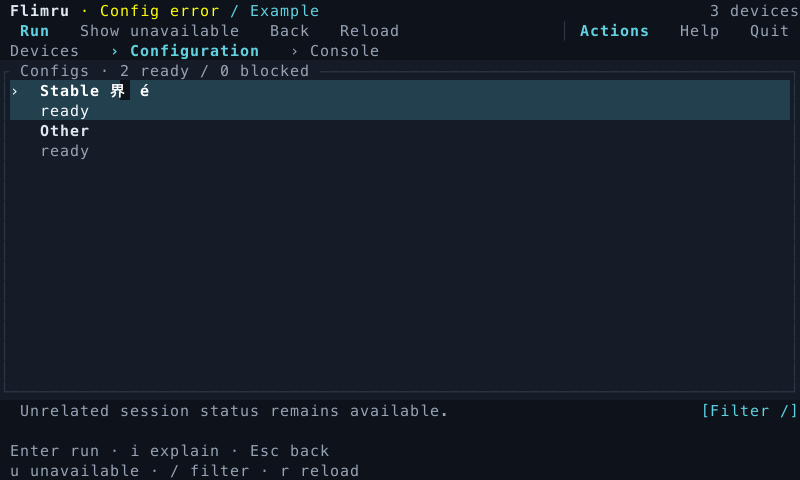 Flimru · Config error / Example 3 devices
Run Show unavailable Back Reload │ Actions Help Quit
Devices › Configuration › Console
Configs · 2 ready / 0 blocked
› Stable 界 é
ready
Other
ready
Unrelated session status remains available. [Filter /]
Enter run · i explain · Esc back
u unavailable · / filter · r reload